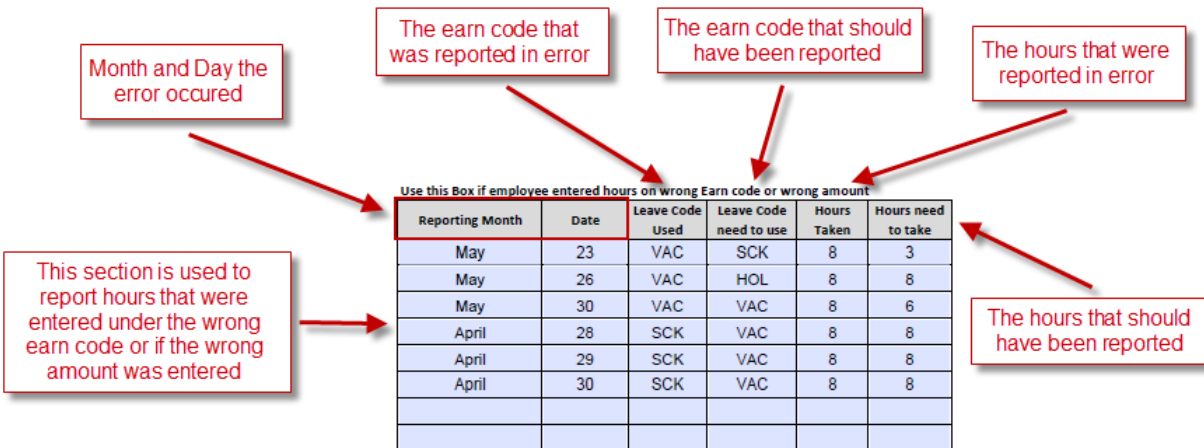 The earn code that
was reported in error
The earn code that should
have been reported
The hours that were
reported in error
Month and Day the
error occured
Use this Box if employee entered hours on wrong Earn code or wrong amount
Reporting Month Date Leave Code Used Leave Code need to use Hours Taken Hours need to take
May 23 VAC SCK 8 3
May 26 VAC HOL 8 8
May 30 VAC VAC 8 6
April 28 SCK VAC 8 8
April 29 SCK VAC 8 8
April 30 SCK VAC 8 8
This section is used to
report hours that were
entered under the wrong
earn code or if the wrong
amount was entered
The hours that should
have been reported